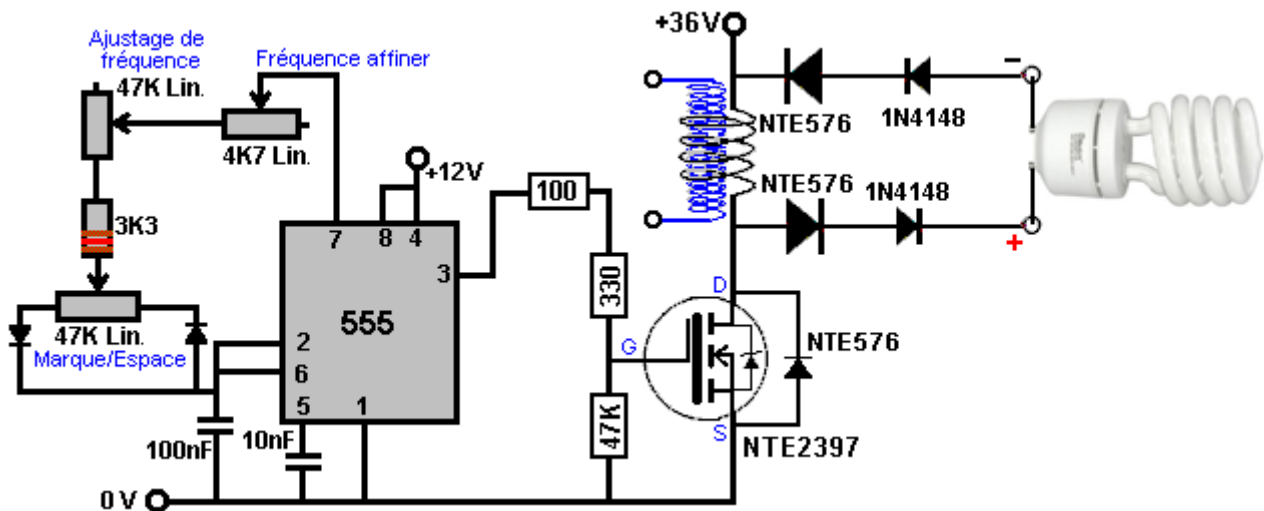 Ajustage de
fréquence
47K Lin.
Fréquence affiner
4K7 Lin.
3K3
47K Lin.
Marque/Espace
+12V
7
8
4
3
555
2
6
5
1
100nF
10nF
0 V
100
330
47K
+36V
NTE576
1N4148
-
NTE576
1N4148
+
D
G
S
NTE576
NTE2397